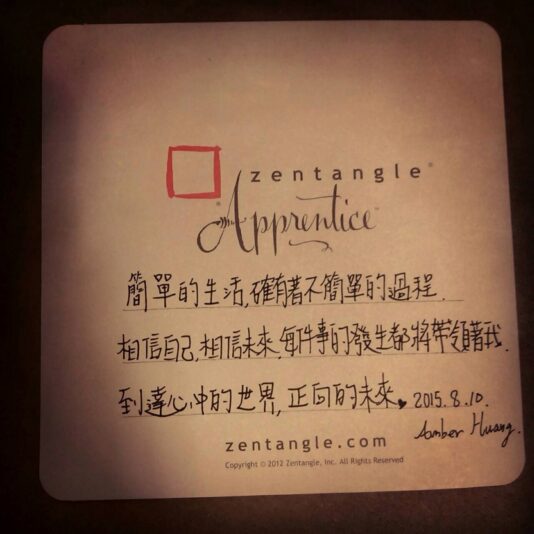 zentangle®
Apprentice™
簡單的生活,確有著不簡單的過程.
相信自己,相信未來,每件事的發生都將帶領著我.
到達心中的世界,正向的未來♥ 2015.8.10.
Amber Huang.
zentangle.com
Copyright © 2012 Zentangle, Inc. All Rights Reserved